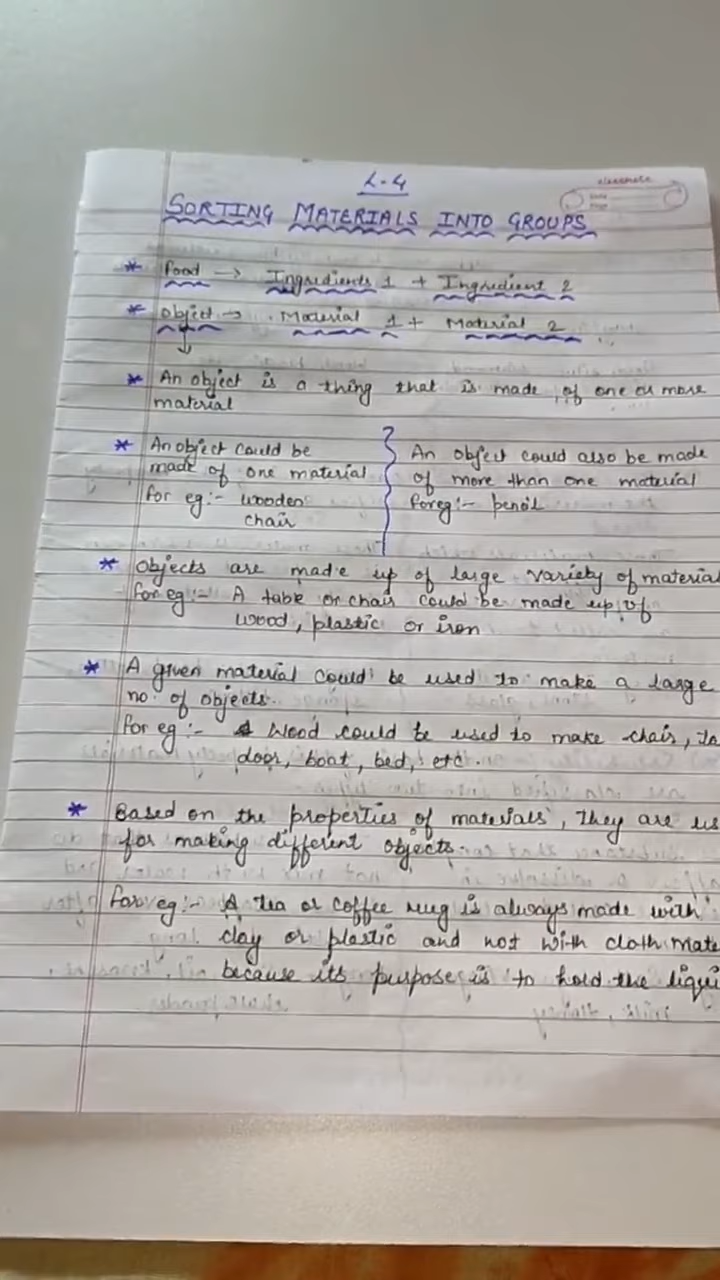 L-4
classmate
Date
Page
SORTING MATERIALS INTO GROUPS
* Food → Ingredients 1 + Ingredient 2
* Object → Material 1 + Material 2
↓
* An object is a thing that is made of one or more
material
* An object could be
made of one material
for eg:- wooden
chair
An object could also be made
of more than one material
for eg:- pencil
* Objects are made up of large variety of material
for eg:- A table or chair could be made up of
wood, plastic or iron
* A given material could be used to make a large
no. of objects.
for eg:- Wood could be used to make chair,
door, boat, bed, etc.
* Based on the properties of materials, they are us
for making different objects.
for eg:- A tea or coffee mug is always made with
clay or plastic and not with cloth mate
because its purpose is to hold the liqui